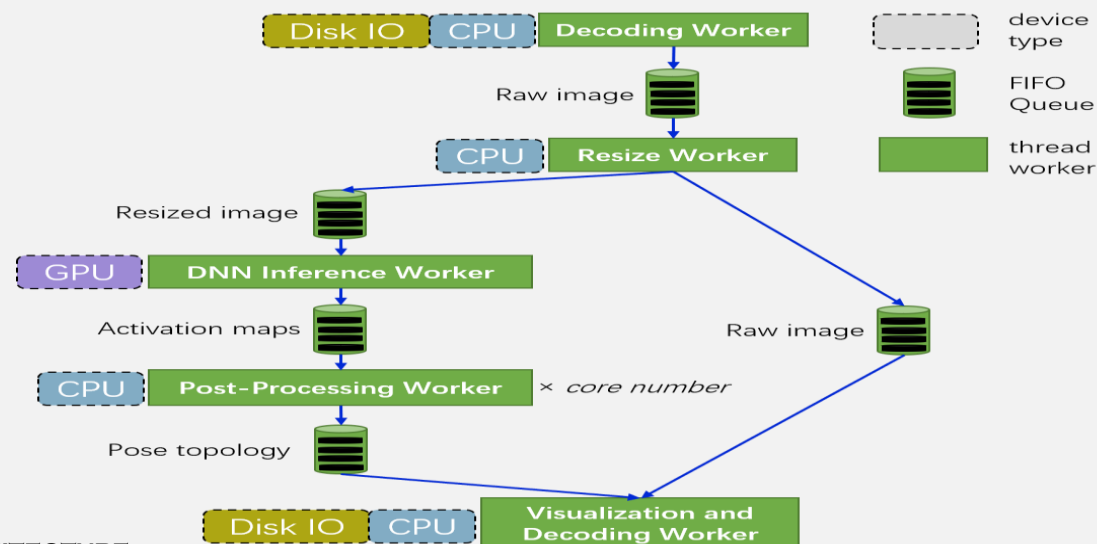 Disk IO CPU Decoding Worker
device
type
Raw image
FIFO
Queue
CPU Resize Worker
thread
worker
Resized image
GPU DNN Inference Worker
Activation maps
Raw image
CPU Post-Processing Worker × core number
Pose topology
Disk IO CPU Visualization and
Decoding Worker